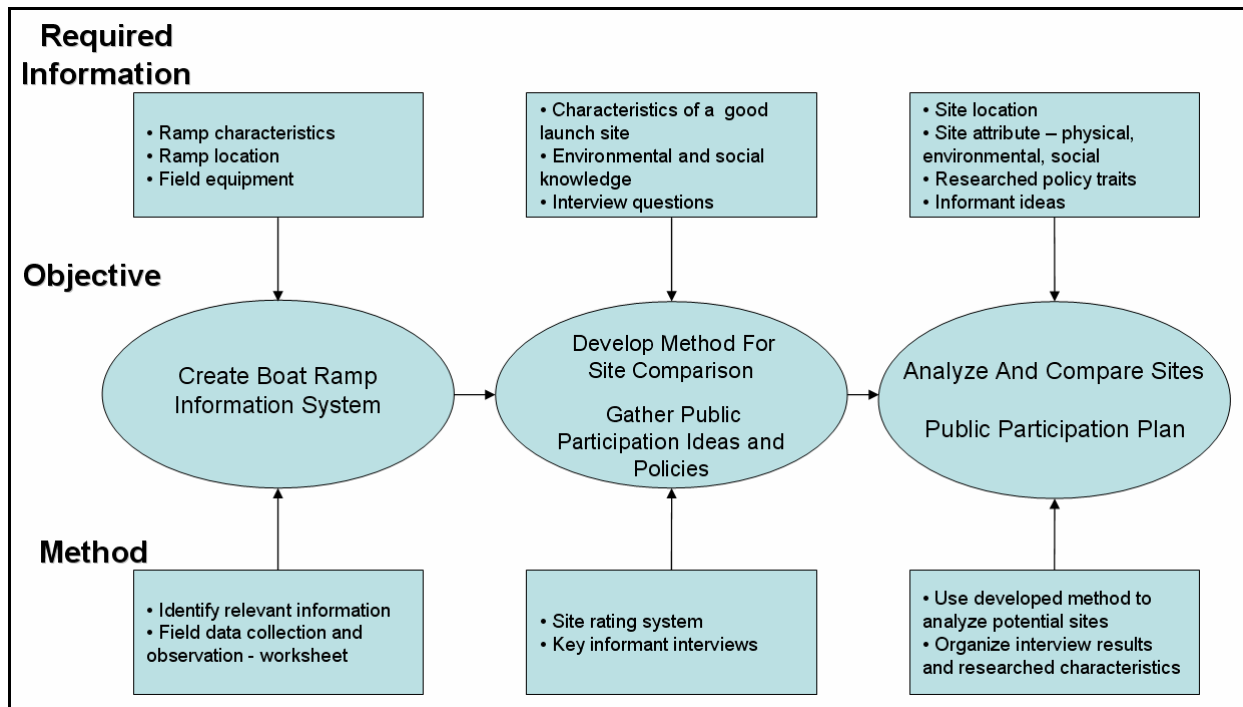 Required
Information
• Ramp characteristics
• Ramp location
• Field equipment
• Characteristics of a good
launch site
• Environmental and social
knowledge
• Interview questions
• Site location
• Site attribute – physical,
environmental, social
• Researched policy traits
• Informant ideas
Objective
Create Boat Ramp
Information System
Develop Method For
Site Comparison
Gather Public
Participation Ideas and
Policies
Analyze And Compare Sites
Public Participation Plan
Method
• Identify relevant information
• Field data collection and
observation - worksheet
• Site rating system
• Key informant interviews
• Use developed method to
analyze potential sites
• Organize interview results
and researched characteristics